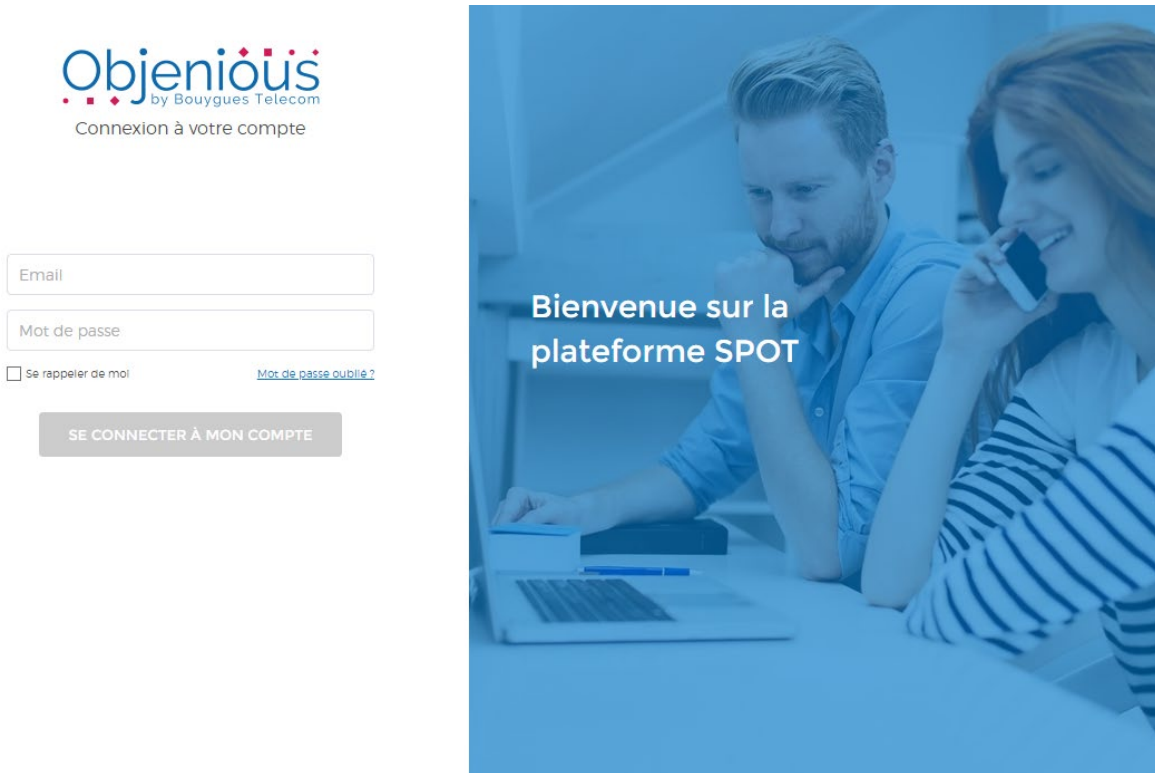 Objenious
by Bouygues Telecom
Connexion à votre compte
Email
Mot de passe
Se rappeler de moi
Mot de passe oublié ?
SE CONNECTER À MON COMPTE
Bienvenue sur la
plateforme SPOT